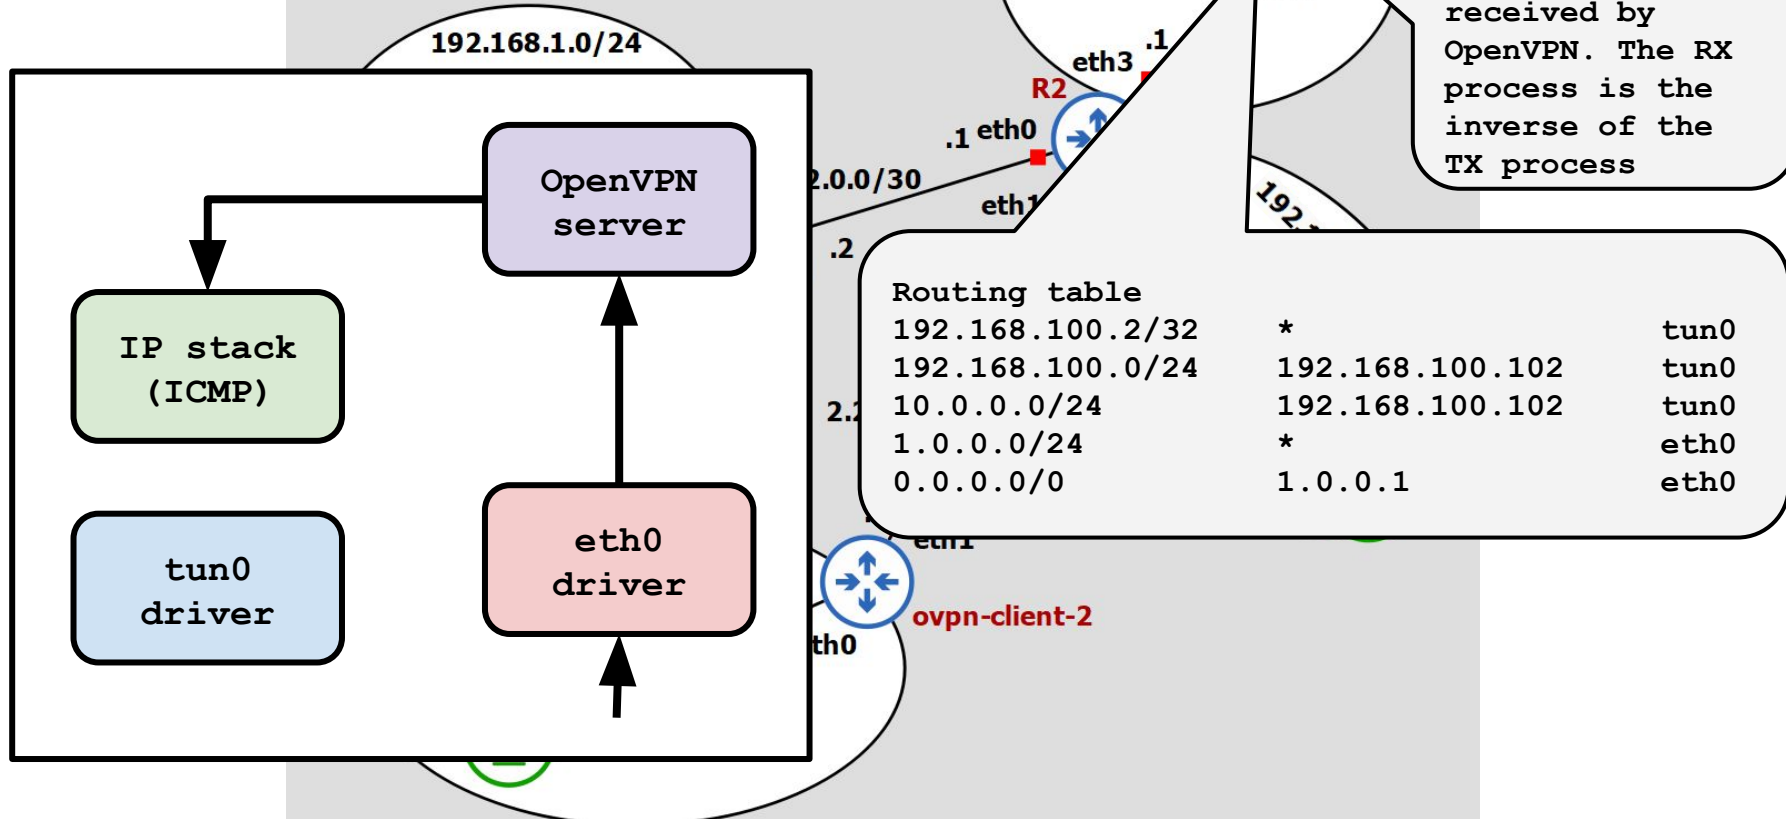 192.168.1.0/24
received by
OpenVPN. The RX
process is the
inverse of the
TX process
.1
eth3
R2
.1 eth0
2.0.0/30
eth1
.2
192.
OpenVPN
server
IP stack
(ICMP)
tun0
driver
eth0
driver
Routing table
192.168.100.2/32 * tun0
192.168.100.0/24 192.168.100.102 tun0
10.0.0.0/24 192.168.100.102 tun0
1.0.0.0/24 * eth0
0.0.0.0/0 1.0.0.1 eth0
2.2
eth1
ovpn-client-2
th0